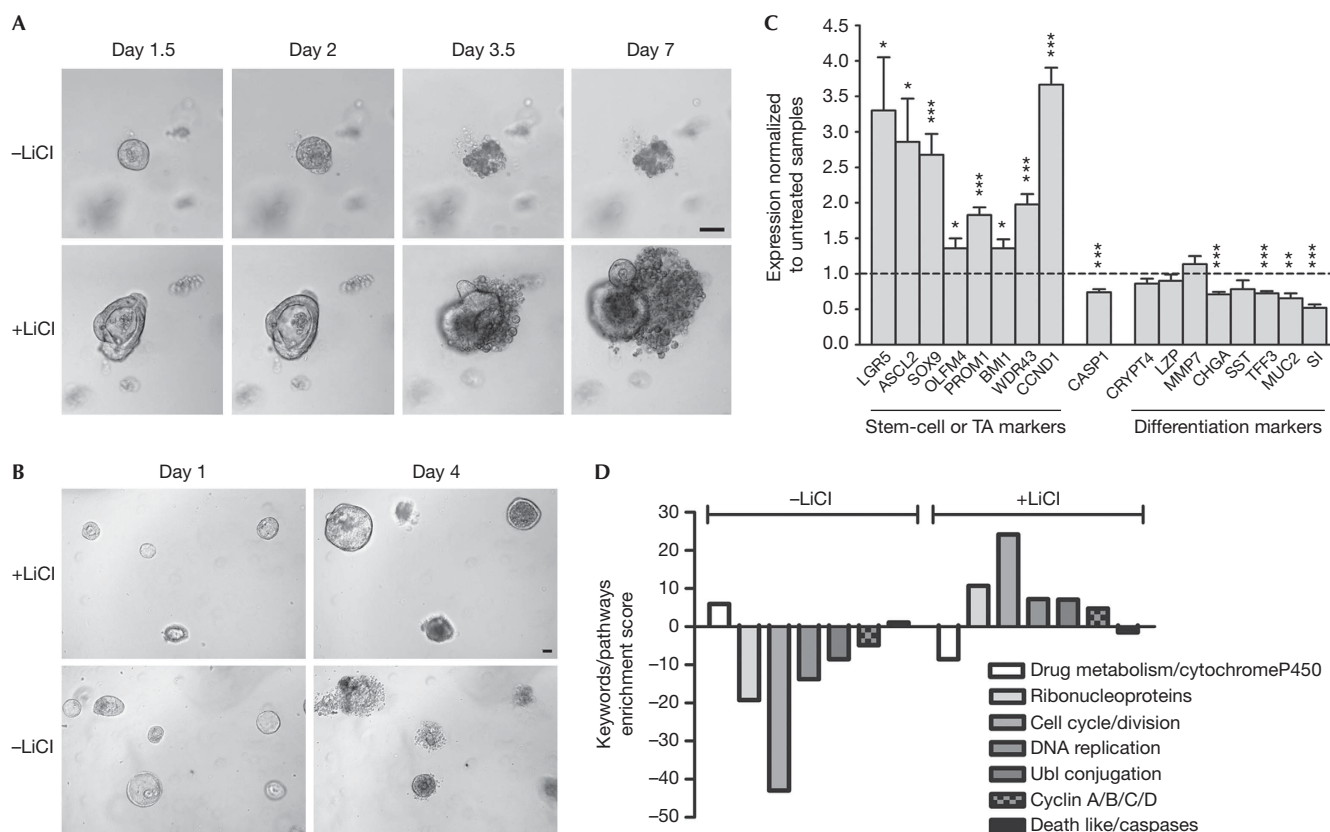 A
Day 1.5 Day 2 Day 3.5 Day 7
–LiCl
+LiCl
B
Day 1 Day 4
+LiCl
–LiCl
C
Expression normalized
to untreated samples
4.5
4.0
3.5
3.0
2.5
2.0
1.5
1.0
0.5
0.0
* * *** * *** * *** *** *** *** *** ** ***
LGR5 ASCL2 SOX9 OLFM4 PROM1 BMI1 WDR43 CCND1 CASP1 CRYPT4 LZP MMP7 CHGA SST TFF3 MUC2 SI
Stem-cell or TA markers Differentiation markers
D
–LiCl +LiCl
Keywords/pathways
enrichment score
30
20
10
0
–10
–20
–30
–40
–50
Drug metabolism/cytochromeP450
Ribonucleoproteins
Cell cycle/division
DNA replication
Ubl conjugation
Cyclin A/B/C/D
Death like/caspases